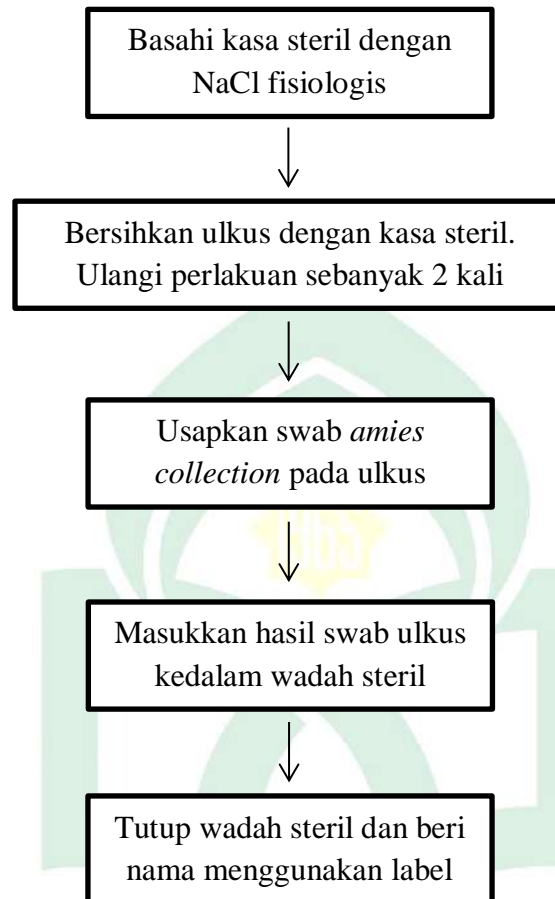 Basahi kasa steril dengan
NaCl fisiologis
Bersihkan ulkus dengan kasa steril.
Ulangi perlakuan sebanyak 2 kali
Usapkan swab amies
collection pada ulkus
1965
Masukkan hasil swab ulkus
kedalam wadah steril
Tutup wadah steril dan beri
nama menggunakan label